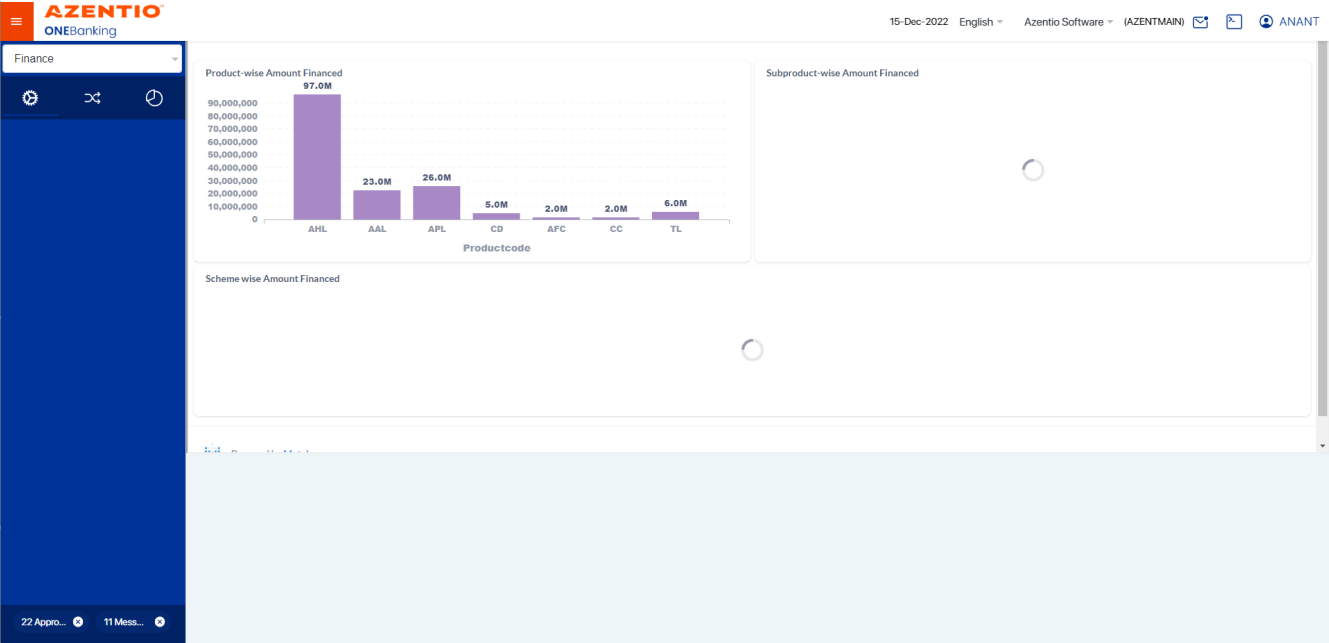 AZENTIO
ONEBanking
15-Dec-2022 English Azentio Software (AZENTMAIN) ANANT
Finance
Product-wise Amount Financed
97.0M
90,000,000
80,000,000
70,000,000
60,000,000
50,000,000
40,000,000
30,000,000
20,000,000
10,000,000
0
23.0M
26.0M
5.0M
2.0M
2.0M
6.0M
AHL AAL APL CD AFC CC TL
Productcode
Subproduct-wise Amount Financed
Scheme wise Amount Financed
22 Appro... 11 Mess...